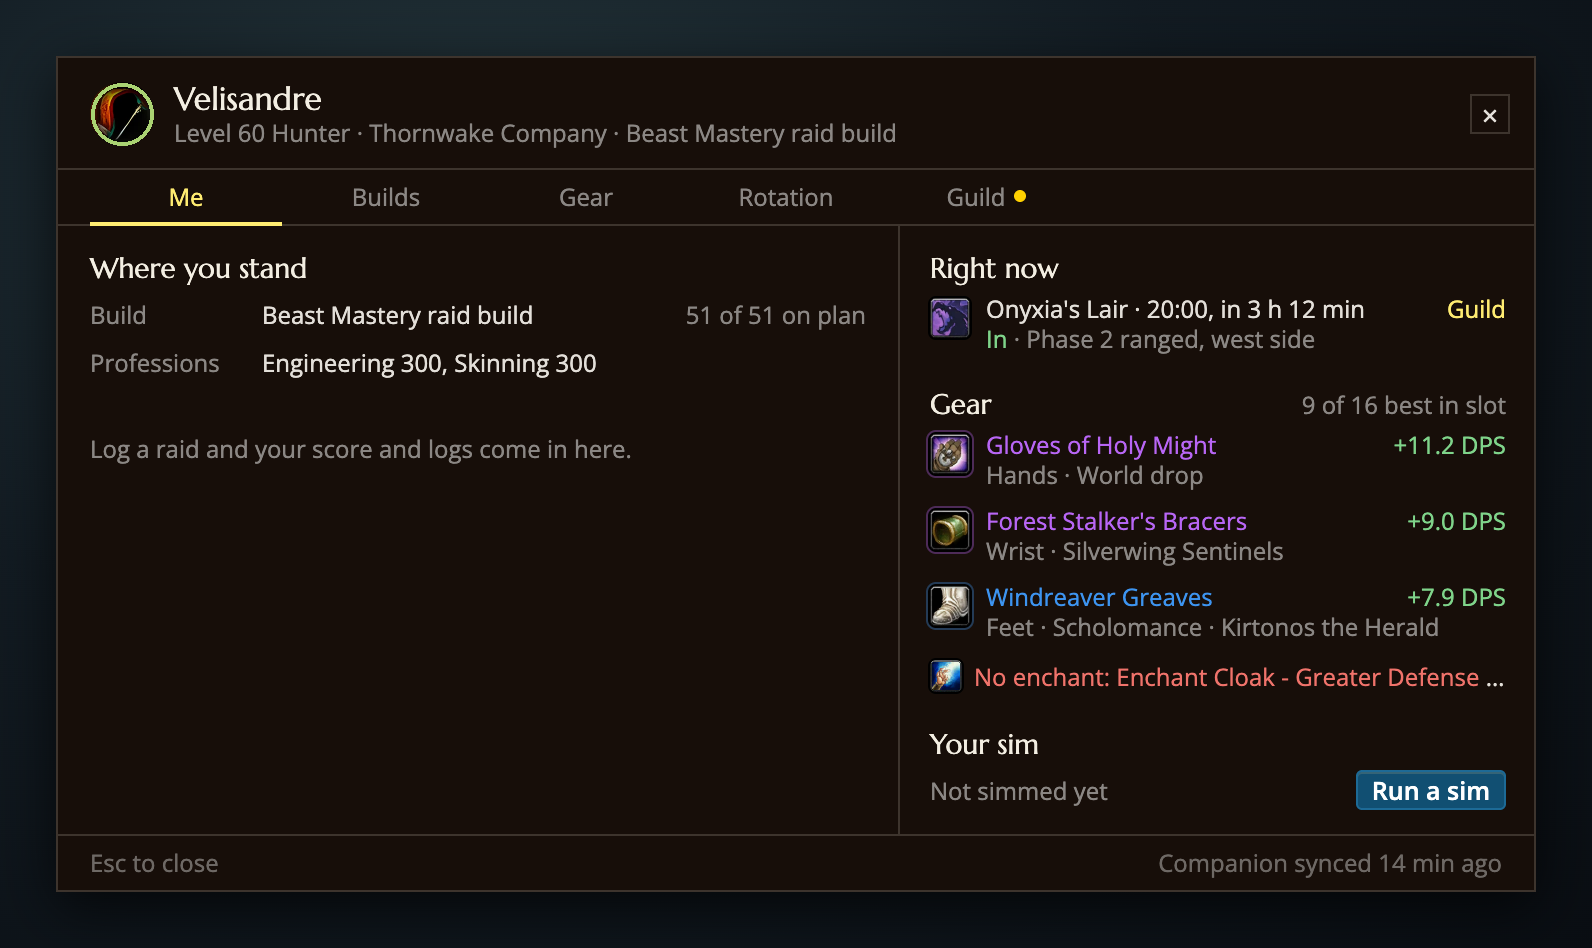 Velisandre
Level 60 Hunter · Thornwake Company · Beast Mastery raid build
×
Me
Builds
Gear
Rotation
Guild
Where you stand
Build
Beast Mastery raid build
51 of 51 on plan
Professions
Engineering 300, Skinning 300
Log a raid and your score and logs come in here.
Right now
Onyxia's Lair · 20:00, in 3 h 12 min
Guild
In · Phase 2 ranged, west side
Gear
9 of 16 best in slot
Gloves of Holy Might
+11.2 DPS
Hands · World drop
Forest Stalker's Bracers
+9.0 DPS
Wrist · Silverwing Sentinels
Windreaver Greaves
+7.9 DPS
Feet · Scholomance · Kirtonos the Herald
No enchant: Enchant Cloak - Greater Defense ...
Your sim
Not simmed yet
Run a sim
Esc to close
Companion synced 14 min ago